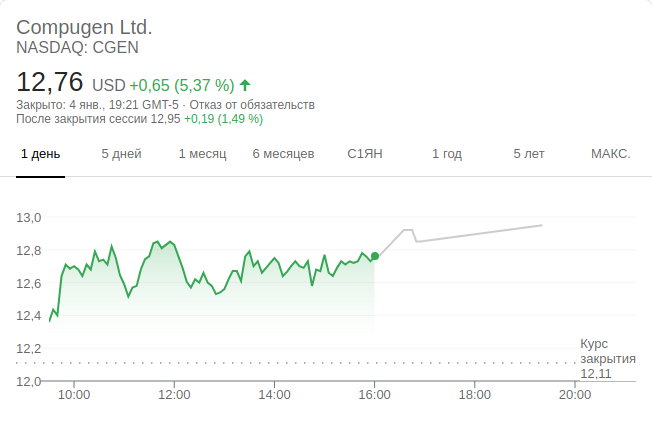 Compugen Ltd.
NASDAQ: CGEN
12,76 USD +0,65 (5,37 %)
Закрыто: 4 янв., 19:21 GMT-5 · Отказ от обязательств
После закрытия сессии 12,95 +0,19 (1,49 %)
1 день 5 дней 1 месяц 6 месяцев С1ЯН 1 год 5 лет МАКС.
13,0
12,8
12,6
12,4
12,2
12,0
Курс
закрытия
12,11
10:00 12:00 14:00 16:00 18:00 20:00